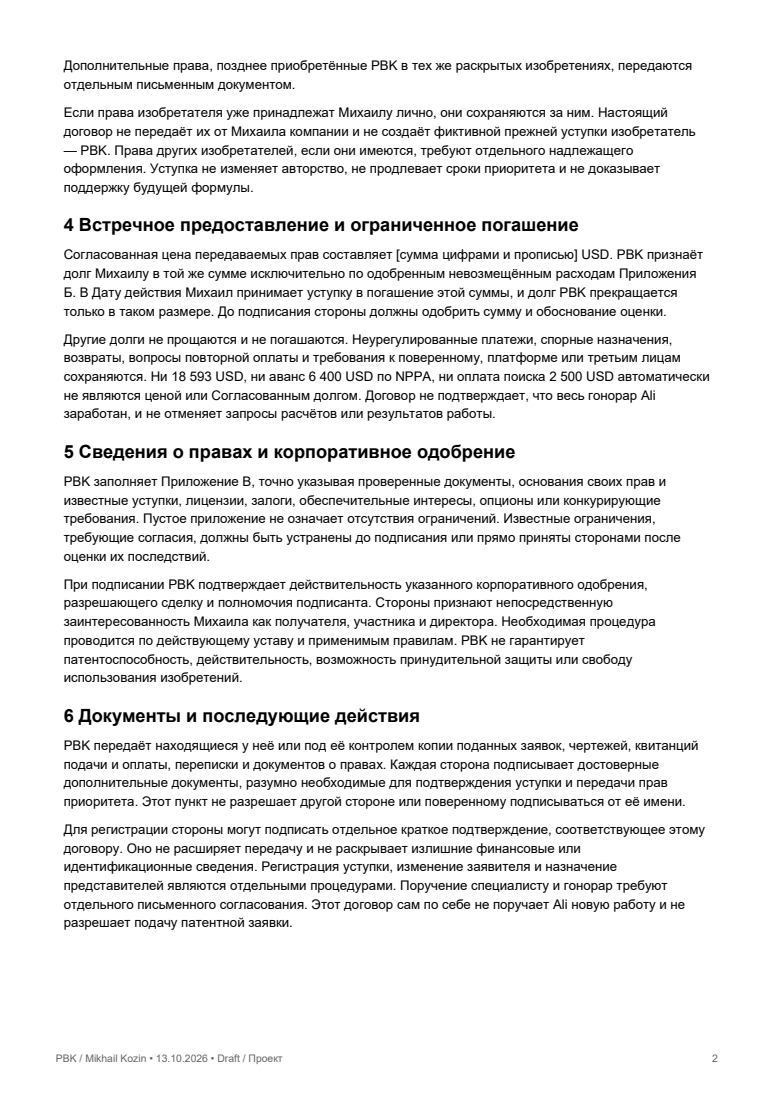 Дополнительные права, позднее приобретённые PBK в тех же раскрытых изобретениях, передаются
отдельным письменным документом.
Если права изобретателя уже принадлежат Михаилу лично, они сохраняются за ним. Настоящий
договор не передаёт их от Михаила компании и не создаёт фиктивной прежней уступки изобретатель
— PBK. Права других изобретателей, если они имеются, требуют отдельного надлежащего
оформления. Уступка не изменяет авторство, не продлевает сроки приоритета и не доказывает
поддержку будущей формулы.
4 Встречное предоставление и ограниченное погашение
Согласованная цена передаваемых прав составляет [сумма цифрами и прописью] USD. PBK признаёт
долг Михаилу в той же сумме исключительно по одобренным невозмещённым расходам Приложения
Б. В Дату действия Михаил принимает уступку в погашение этой суммы, и долг PBK прекращается
только в таком размере. До подписания стороны должны одобрить сумму и обоснование оценки.
Другие долги не прощаются и не погашаются. Неурегулированные платежи, спорные назначения,
возвраты, вопросы повторной оплаты и требования к поверенному, платформе или третьим лицам
сохраняются. Ни 18 593 USD, ни аванс 6 400 USD по NPPA, ни оплата поиска 2 500 USD автоматически
не являются ценой или Согласованным долгом. Договор не подтверждает, что весь гонорар Ali
заработан, и не отменяет запросы расчётов или результатов работы.
5 Сведения о правах и корпоративное одобрение
PBK заполняет Приложение В, точно указывая проверенные документы, основания своих прав и
известные уступки, лицензии, залоги, обеспечительные интересы, опционы или конкурирующие
требования. Пустое приложение не означает отсутствия ограничений. Известные ограничения,
требующие согласия, должны быть устранены до подписания или прямо приняты сторонами после
оценки их последствий.
При подписании PBK подтверждает действительность указанного корпоративного одобрения,
разрешающего сделку и полномочия подписанта. Стороны признают непосредственную
заинтересованность Михаила как получателя, участника и директора. Необходимая процедура
проводится по действующему уставу и применимым правилам. PBK не гарантирует
патентоспособность, действительность, возможность принудительной защиты или свободу
использования изобретений.
6 Документы и последующие действия
PBK передаёт находящиеся у неё или под её контролем копии поданных заявок, чертежей, квитанций
подачи и оплаты, переписки и документов о правах. Каждая сторона подписывает достоверные
дополнительные документы, разумно необходимые для подтверждения уступки и передачи прав
приоритета. Этот пункт не разрешает другой стороне или поверенному подписываться от её имени.
Для регистрации стороны могут подписать отдельное краткое подтверждение, соответствующее этому
договору. Оно не расширяет передачу и не раскрывает излишние финансовые или
идентификационные сведения. Регистрация уступки, изменение заявителя и назначение
представителей являются отдельными процедурами. Поручение специалисту и гонорар требуют
отдельного письменного согласования. Этот договор сам по себе не поручает Ali новую работу и не
разрешает подачу патентной заявки.
PBK / Mikhail Kozin • 13.10.2026 • Draft / Проект
2